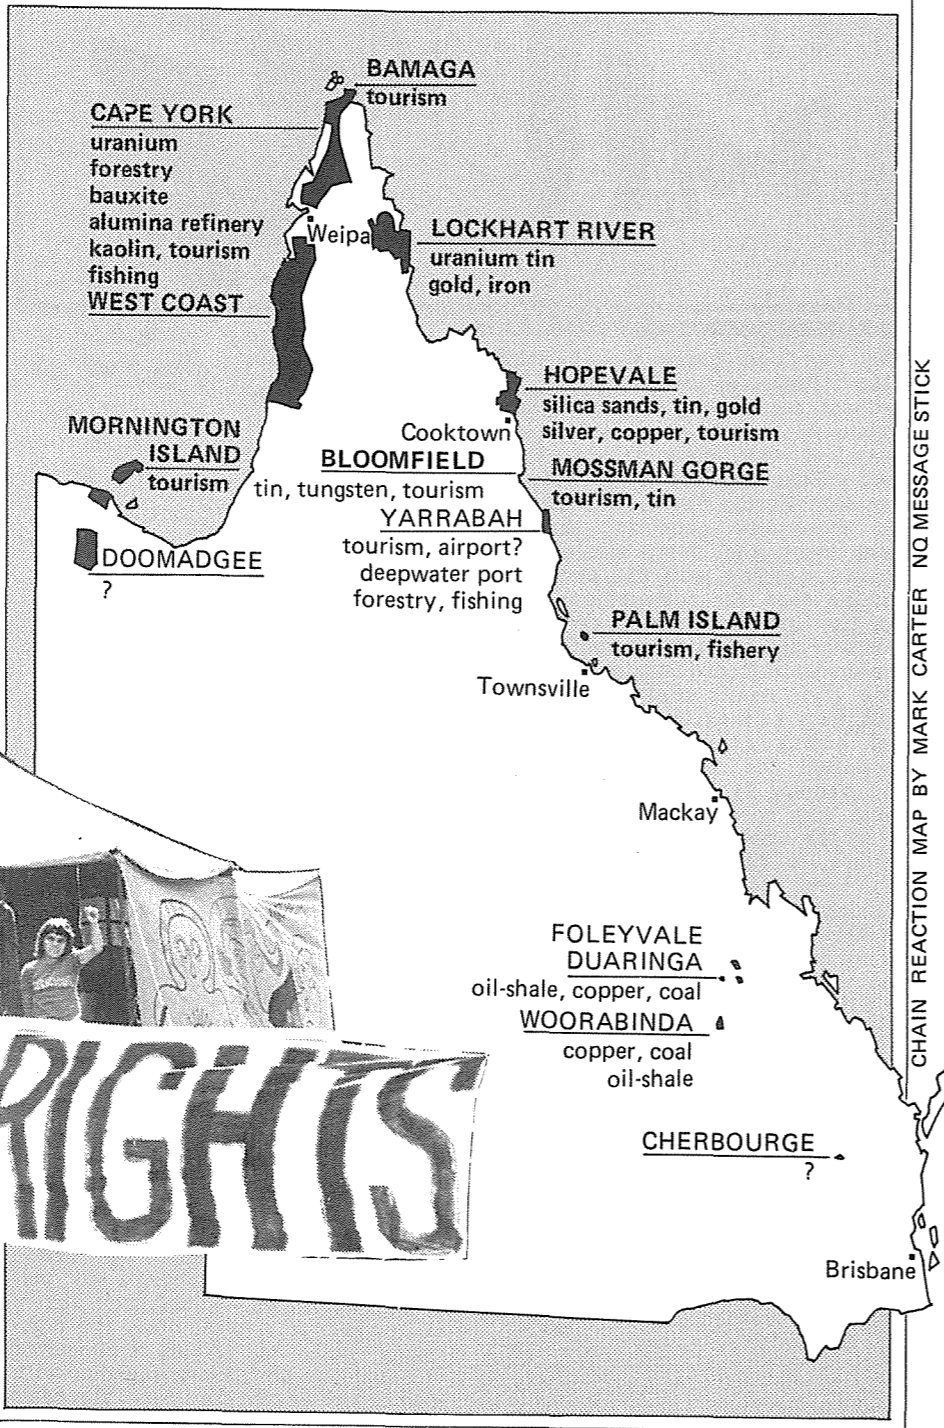 BAMAGA
tourism
CAPE YORK
uranium
forestry
bauxite
alumina refinery
kaolin, tourism
fishing
WEST COAST
Weipa
LOCKHART RIVER
uranium tin
gold, iron
HOPEVALE
silica sands, tin, gold
silver, copper, tourism
MORNINGTON
ISLAND
tourism
Cooktown
BLOOMFIELD
tin, tungsten, tourism
MOSSMAN GORGE
tourism, tin
YARRABAH
tourism, airport?
deepwater port
forestry, fishing
DOOMADGEE
?
PALM ISLAND
tourism, fishery
Townsville
Mackay
FOLEYVALE
DUARINGA
oil-shale, copper, coal
WOORABINDA
copper, coal
oil-shale
CHERBOURGE
?
Brisbane
RIGHTS
CHAIN REACTION MAP BY MARK CARTER NQ MESSAGE STICK